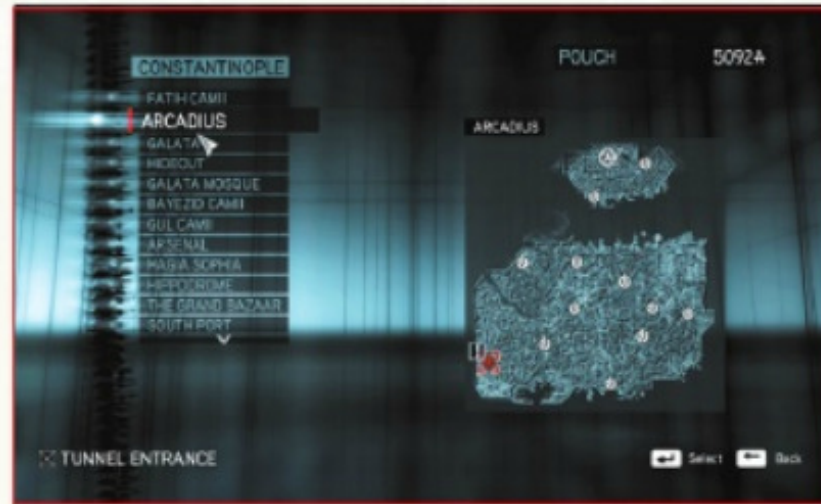 CONSTANTINOPLE
POUCH 5092A
FATIH CAMII
ARCADIUS
ARCADIUS
GALATA
HIDEOUT
GALATA MOSQUE
BAYEZID CAMII
GUL CAMII
ARSENAL
HAGIA SOPHIA
HIPPODROME
THE GRAND BAZAAR
SOUTH PORT
TUNNEL ENTRANCE
Select
Back